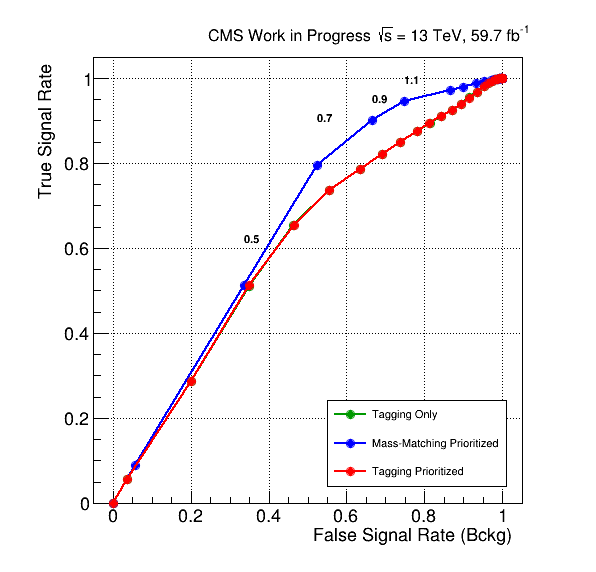 CMS Work in Progress √s = 13 TeV, 59.7 fb⁻¹
True Signal Rate
1
0.8
0.6
0.4
0.2
0
1.1
0.9
0.7
0.5
Tagging Only
Mass-Matching Prioritized
Tagging Prioritized
0 0.2 0.4 0.6 0.8 1
False Signal Rate (Bckg)